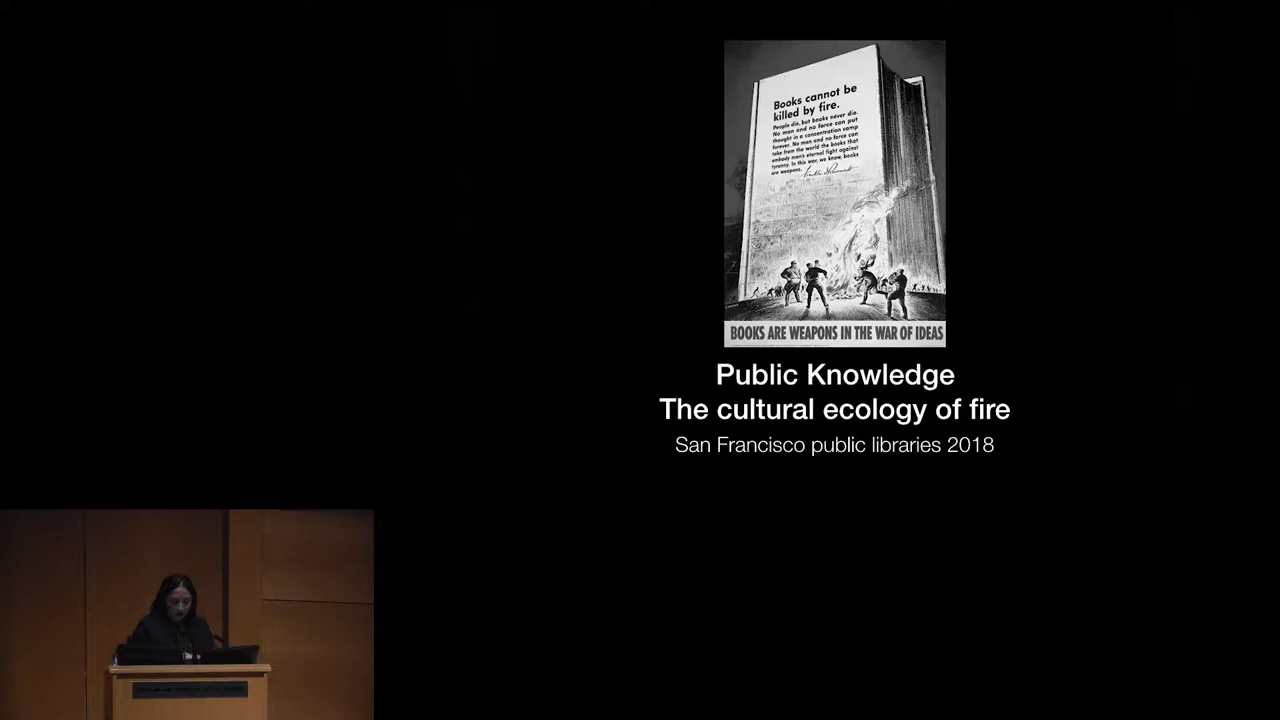 Books cannot be
killed by fire.
People die, but books never die.
No man and no force can put
thought in a concentration camp
forever. No man and no force can
take from the world the books that
embody man's eternal fight against
tyranny. In this war, we know, books
are weapons. Franklin D Roosevelt
BOOKS ARE WEAPONS IN THE WAR OF IDEAS
Public Knowledge
The cultural ecology of fire
San Francisco public libraries 2018